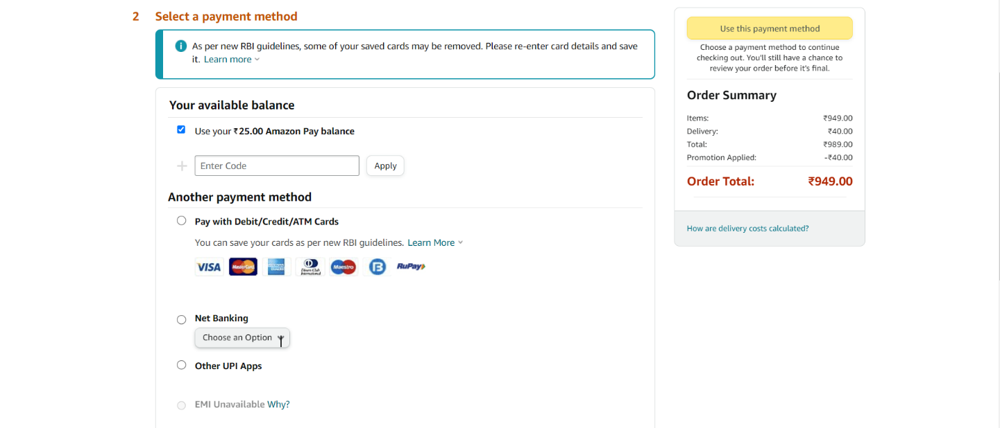 2 Select a payment method
As per new RBI guidelines, some of your saved cards may be removed. Please re-enter card details and save
it. Learn more
Your available balance
Use your ₹25.00 Amazon Pay balance
Enter Code
Apply
Another payment method
Pay with Debit/Credit/ATM Cards
You can save your cards as per new RBI guidelines. Learn More
VISA MasterCard Diners Club International Maestro B RuPay
Net Banking
Choose an Option
Other UPI Apps
EMI Unavailable Why?
Use this payment method
Choose a payment method to continue
checking out. You'll still have a chance to
review your order before it's final.
Order Summary
Items: ₹949.00
Delivery: ₹40.00
Total: ₹989.00
Promotion Applied: -₹40.00
Order Total: ₹949.00
How are delivery costs calculated?